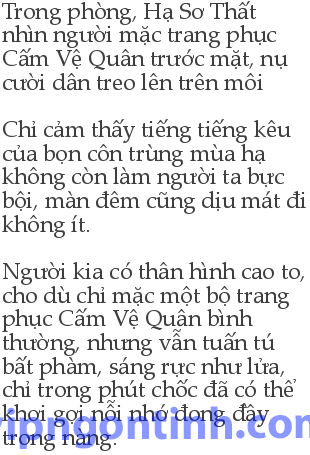 Trong phòng, Hạ Sơ Thất
nhìn người mặc trang phục
Cấm Vệ Quân trước mặt, nụ
cười dần treo lên trên môi
Chỉ cảm thấy tiếng tiếng kêu
của bọn côn trùng mùa hạ
không còn làm người ta bực
bội, màn đêm cũng dịu mát đi
không ít.
Người kia có thân hình cao to,
cho dù chỉ mặc một bộ trang
phục Cấm Vệ Quân bình
thường, nhưng vẫn tuấn tú
bất phàm, sáng rực như lửa,
chỉ trong phút chốc đã có thể
khơi gợi nỗi nhớ đong đầy
trong nàng.
vipngontinh.com